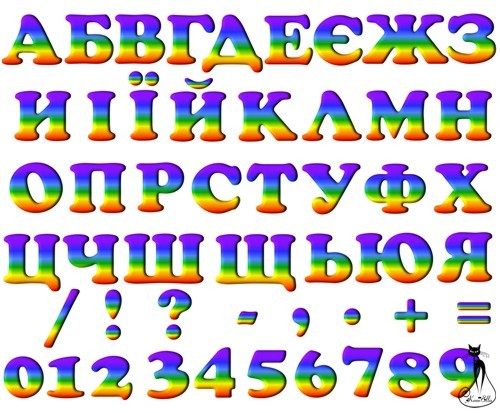 АБВГДЕЄЖЗ
ИІЇЙКЛМН
ОПРСТУФХ
ЦЧШЩЬЮЯ
/!?-,.+=
0123456789